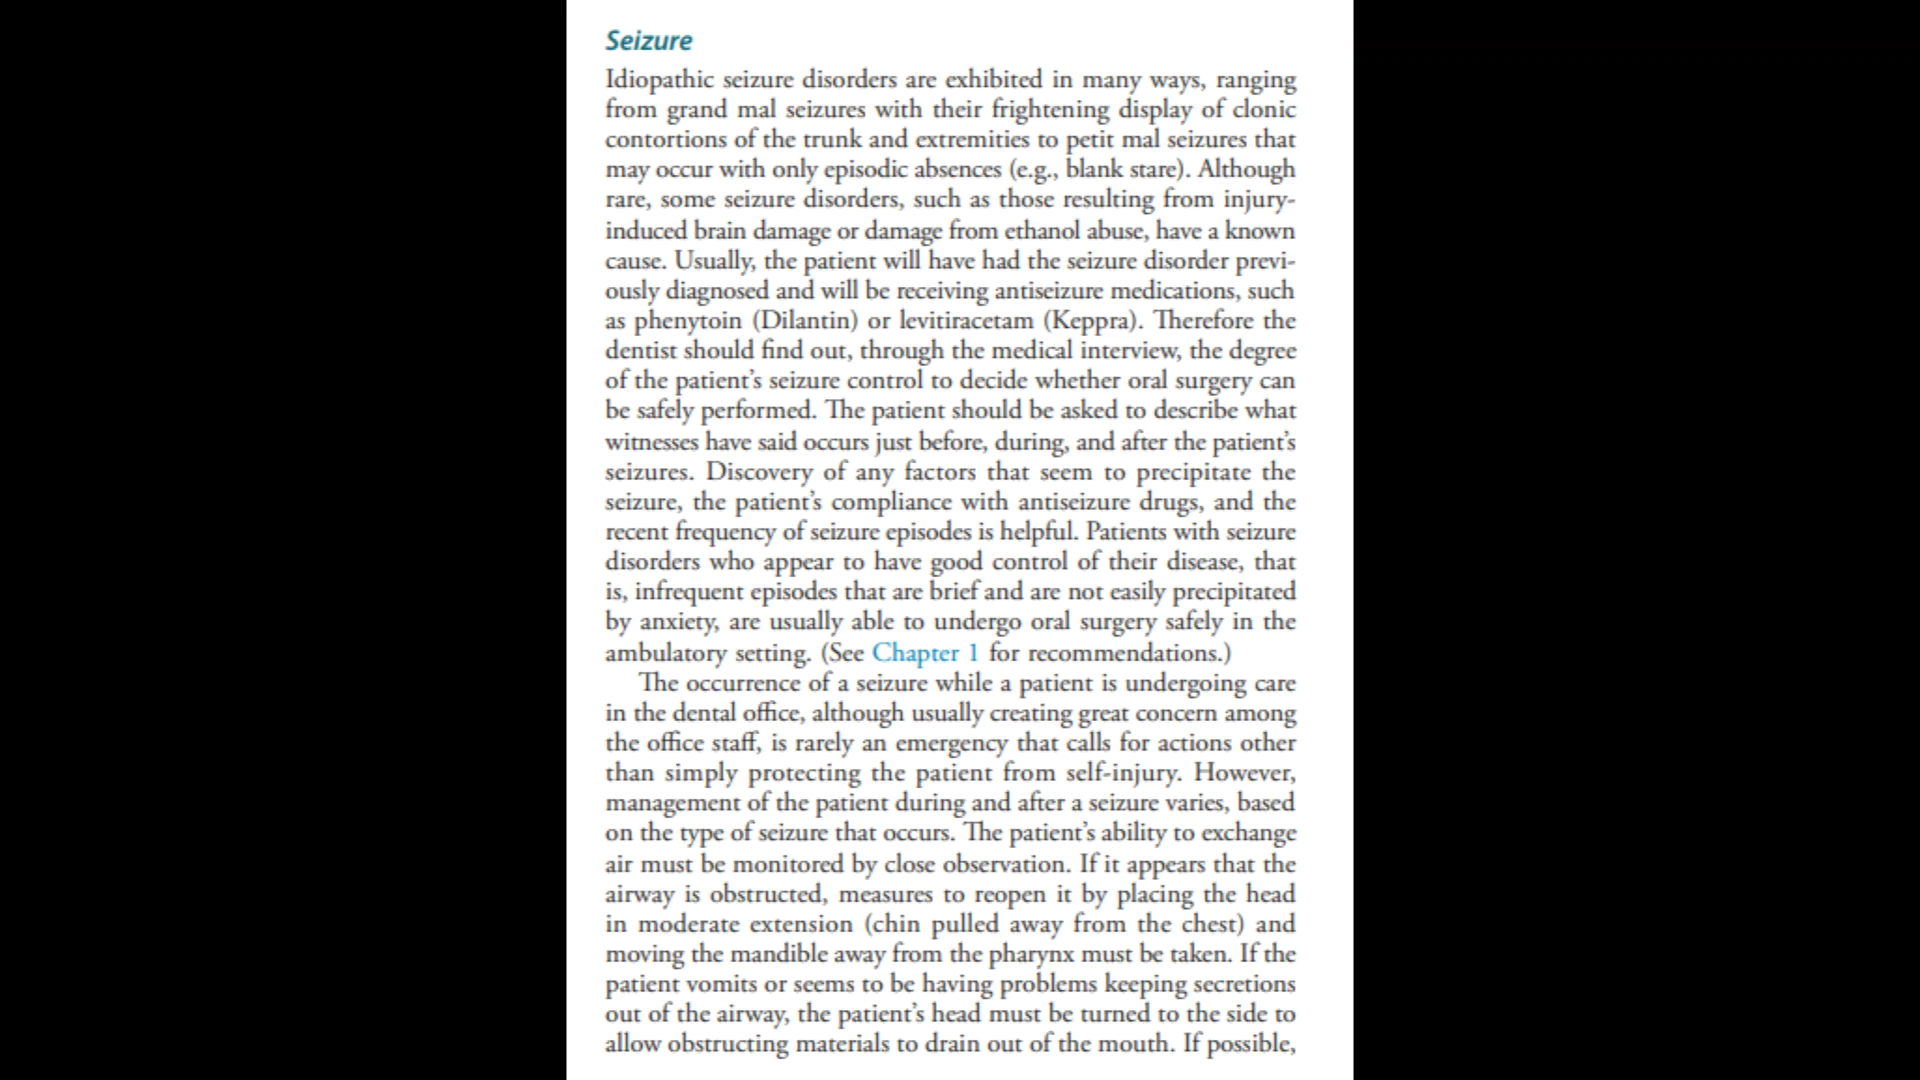 Seizure
Idiopathic seizure disorders are exhibited in many ways, ranging
from grand mal seizures with their frightening display of clonic
contortions of the trunk and extremities to petit mal seizures that
may occur with only episodic absences (e.g., blank stare). Although
rare, some seizure disorders, such as those resulting from injury-
induced brain damage or damage from ethanol abuse, have a known
cause. Usually, the patient will have had the seizure disorder previ-
ously diagnosed and will be receiving antiseizure medications, such
as phenytoin (Dilantin) or levitiracetam (Keppra). Therefore the
dentist should find out, through the medical interview, the degree
of the patient’s seizure control to decide whether oral surgery can
be safely performed. The patient should be asked to describe what
witnesses have said occurs just before, during, and after the patient’s
seizures. Discovery of any factors that seem to precipitate the
seizure, the patient’s compliance with antiseizure drugs, and the
recent frequency of seizure episodes is helpful. Patients with seizure
disorders who appear to have good control of their disease, that
is, infrequent episodes that are brief and are not easily precipitated
by anxiety, are usually able to undergo oral surgery safely in the
ambulatory setting. (See Chapter 1 for recommendations.)
The occurrence of a seizure while a patient is undergoing care
in the dental office, although usually creating great concern among
the office staff, is rarely an emergency that calls for actions other
than simply protecting the patient from self-injury. However,
management of the patient during and after a seizure varies, based
on the type of seizure that occurs. The patient’s ability to exchange
air must be monitored by close observation. If it appears that the
airway is obstructed, measures to reopen it by placing the head
in moderate extension (chin pulled away from the chest) and
moving the mandible away from the pharynx must be taken. If the
patient vomits or seems to be having problems keeping secretions
out of the airway, the patient’s head must be turned to the side to
allow obstructing materials to drain out of the mouth. If possible,